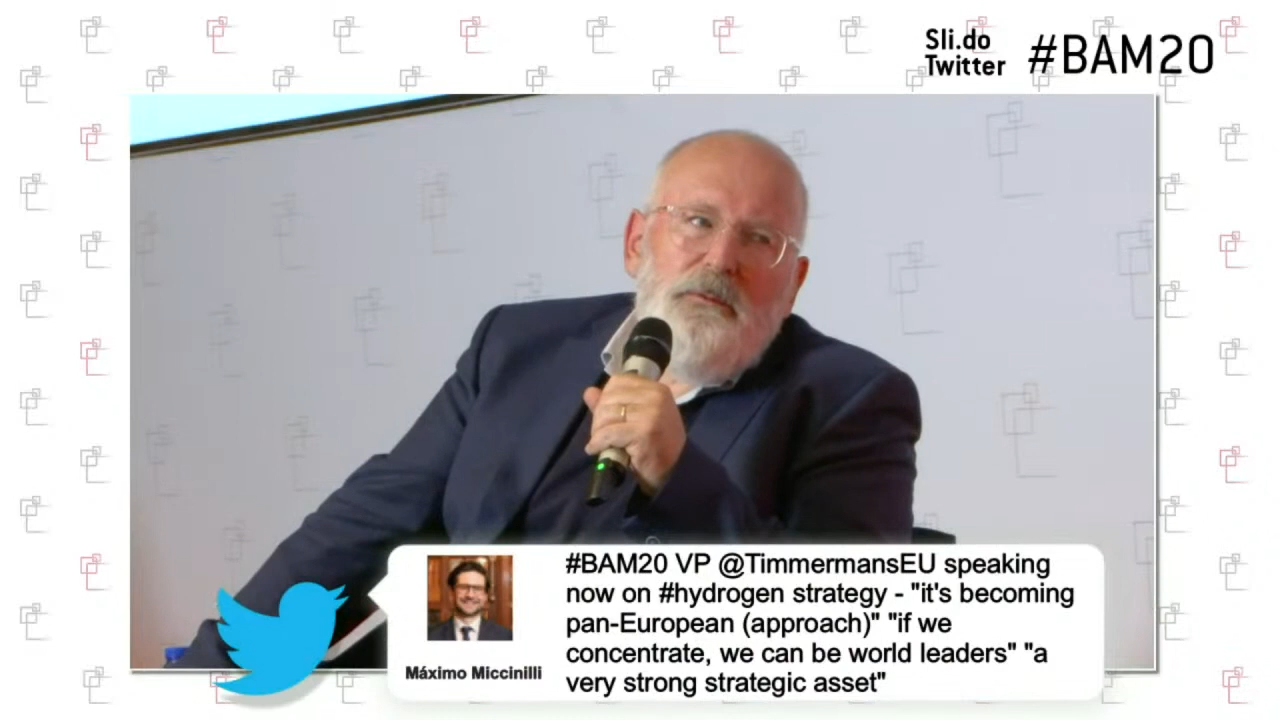 Sli.do
Twitter
#BAM20
#BAM20 VP @TimmermansEU speaking
now on #hydrogen strategy - "it's becoming
pan-European (approach)" "if we
concentrate, we can be world leaders" "a
very strong strategic asset"
Máximo Miccinilli